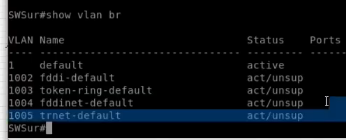 SWSur#show vlan br
VLAN Name Status Ports
---- -------------------------------- --------- -----
1 default active
1002 fddi-default act/unsup
1003 token-ring-default act/unsup
1004 fddinet-default act/unsup
1005 trnet-default act/unsup
SWSur#